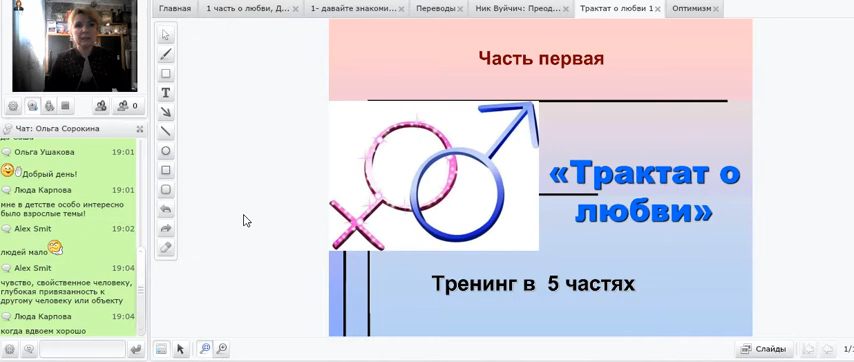 Главная
1 часть о любви, Д...
1- давайте знакоми...
Переводы
Ник Вуйчич: Преод...
Трактат о любви 1
Оптимизм
0
Чат: Ольга Сорокина
Ольга Ушакова 19:01
Добрый день!
Люда Карпова 19:01
мне в детстве особо интересно
было взрослые темы!
Alex Smit 19:02
людей мало
Alex Smit 19:04
чувство, свойственное человеку,
глубокая привязанность к
другому человеку или объекту
Люда Карпова 19:04
когда вдвоем хорошо
T
Часть первая
«Трактат о
любви»
Тренинг в 5 частях
Слайды